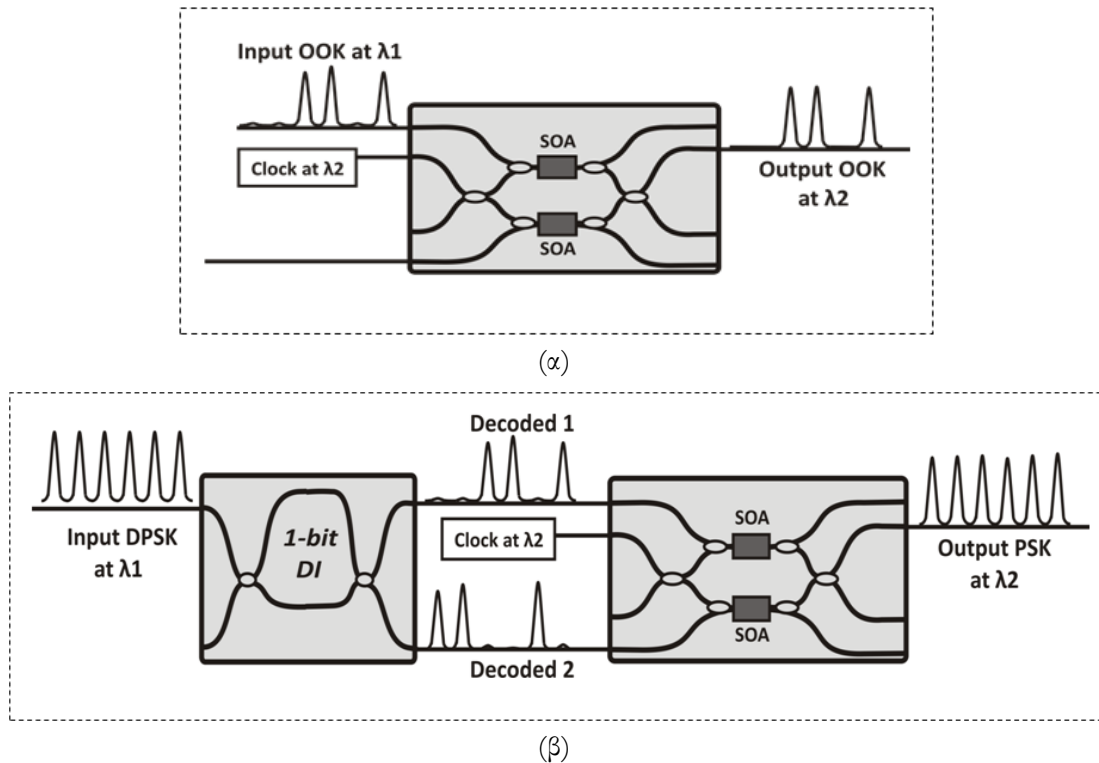 Input OOK at λ1
Clock at λ2
SOA
SOA
Output OOK
at λ2
(α)
Input DPSK
at λ1
1-bit
DI
Decoded 1
Clock at λ2
Decoded 2
SOA
SOA
Output PSK
at λ2
(β)